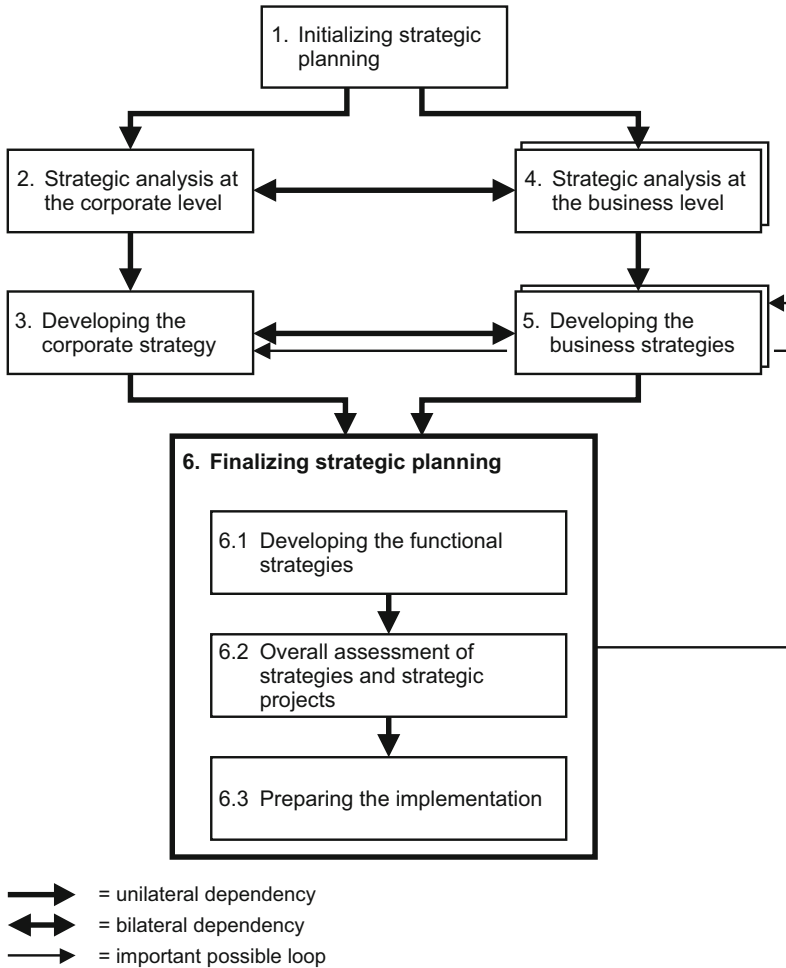 1. Initializing strategic
planning
2. Strategic analysis at
the corporate level
4. Strategic analysis at
the business level
3. Developing the
corporate strategy
5. Developing the
business strategies
6. Finalizing strategic planning
6.1 Developing the functional
strategies
6.2 Overall assessment of
strategies and strategic
projects
6.3 Preparing the implementation
= unilateral dependency
= bilateral dependency
= important possible loop